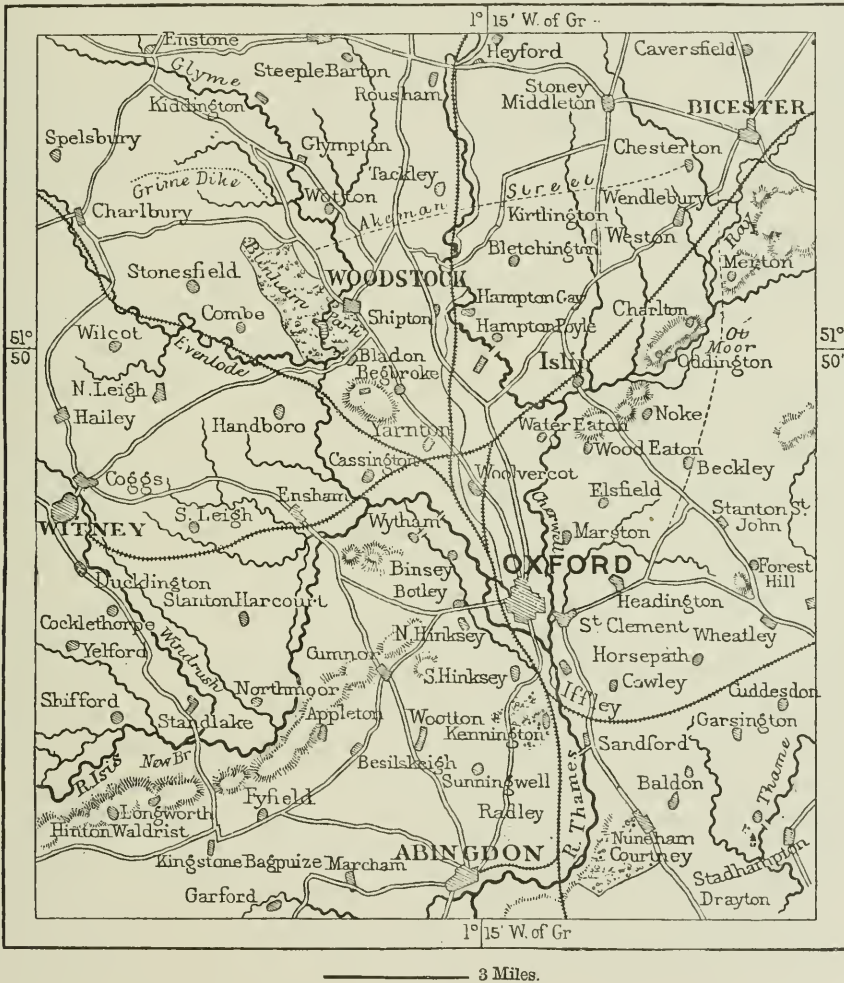 1° 15' W. of Gr
Enstone
Heyford
Caversfield
Glyme
Steeple Barton
Rousham
Stoney
Middleton
BICESTER
Kiddington
Spelsbury
Glympton
Chesterton
Tackley
Grime Dike
Wotton
Akeman Street
Wendlebury
Charlbury
Kirtlington
Weston
Ray
Bletchington
Merton
Stonesfield
Blenheim
Park
WOODSTOCK
Hampton Gay
Charlton
Combe
Shipton
Hampton Poyle
Ot
Moor
51°
50'
Wilcot
Evenlode
Bladon
Islip
Oddington
51°
50'
Begbroke
N. Leigh
Hailey
Handboro
Yarnton
Water Eaton
Noke
Wood Eaton
Cassington
Woolvercot
Beckley
Coggs
Ensham
Elsfield
Cherwell
Stanton St.
John
WITNEY
S. Leigh
Wytham
Marston
Binsey
OXFORD
Forest
Hill
Ducklington
Botley
Headington
Stanton Harcourt
Cocklethorpe
N. Hinksey
St Clement
Wheatley
Yelford
Windrush
Cumnor
Horsepath
S. Hinksey
Iffley
Cowley
Shifford
Northmoor
Cuddesdon
Standlake
Appleton
Wootton
Kennington
Garsington
New Br
Besilsleigh
Sandford
R. Isis
Sunningwell
Baldon
Thame
Longworth
Fyfield
Radley
Hinton Waldrist
R. Thames
Nuneham
Courtney
Kingstone Bagpuize
Marcham
ABINGDON
Stadhampton
Garford
Drayton
1° 15' W. of Gr
3 Miles.